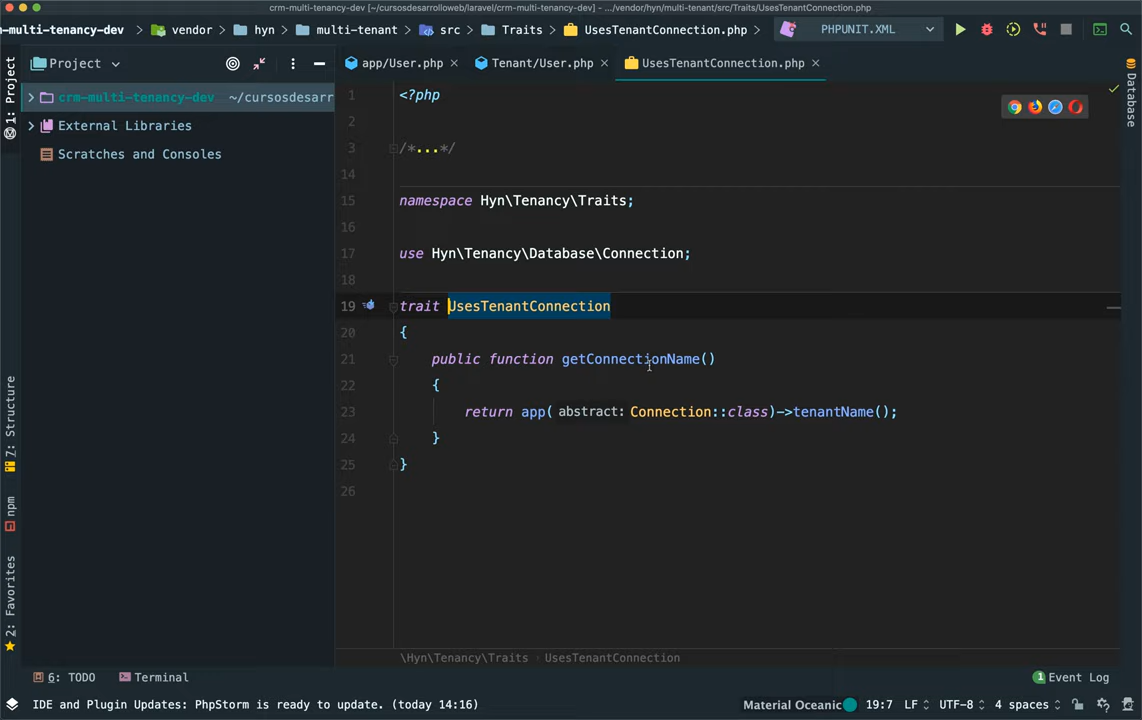 crm-multi-tenancy-dev [~/cursosdesarrolloweb/laravel/crm-multi-tenancy-dev] - .../vendor/hyn/multi-tenant/src/Traits/UsesTenantConnection.php
m-multi-tenancy-dev vendor hyn multi-tenant src Traits UsesTenantConnection.php PHPUNIT.XML
Project app/User.php Tenant/User.php UsesTenantConnection.php
1: Project
crm-multi-tenancy-dev ~/cursosdesarr
External Libraries
Scratches and Consoles
7: Structure
npm
2: Favorites
Database
1 <?php
2
3 /*...*/
14
15 namespace Hyn\Tenancy\Traits;
16
17 use Hyn\Tenancy\Database\Connection;
18
19 trait UsesTenantConnection
20 {
21 public function getConnectionName()
22 {
23 return app( abstract: Connection::class)->tenantName();
24 }
25 }
26
\Hyn\Tenancy\Traits › UsesTenantConnection
6: TODO Terminal 1 Event Log
IDE and Plugin Updates: PhpStorm is ready to update. (today 14:16) Material Oceanic 19:7 LF UTF-8 4 spaces